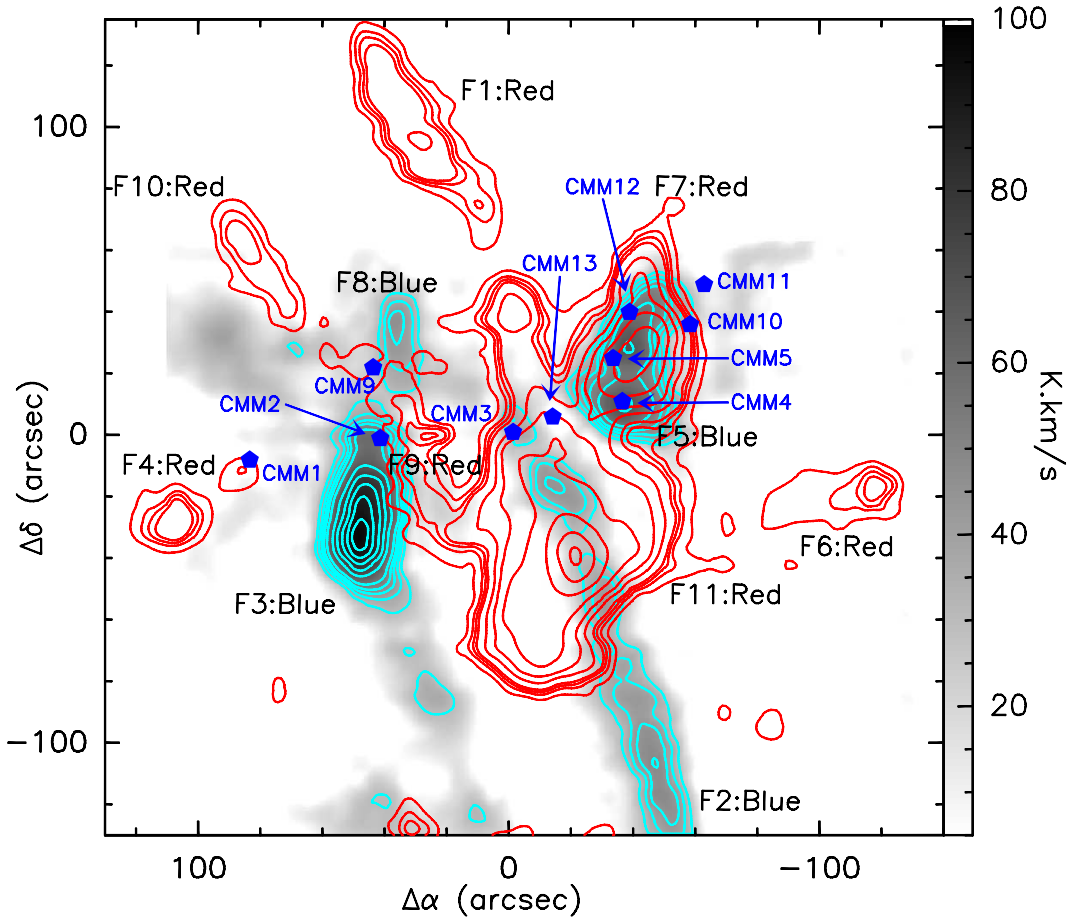 100
F1:Red
100
F10:Red
CMM12
F7:Red
80
CMM13
F8:Blue
CMM11
CMM10
CMM5
60
CMM9
CMM2
CMM3
CMM4
0
F5:Blue
F4:Red
CMM1
F9:Red
K.km/s
Δδ (arcsec)
F6:Red
40
F3:Blue
F11:Red
20
−100
F2:Blue
100
0
−100
Δα (arcsec)